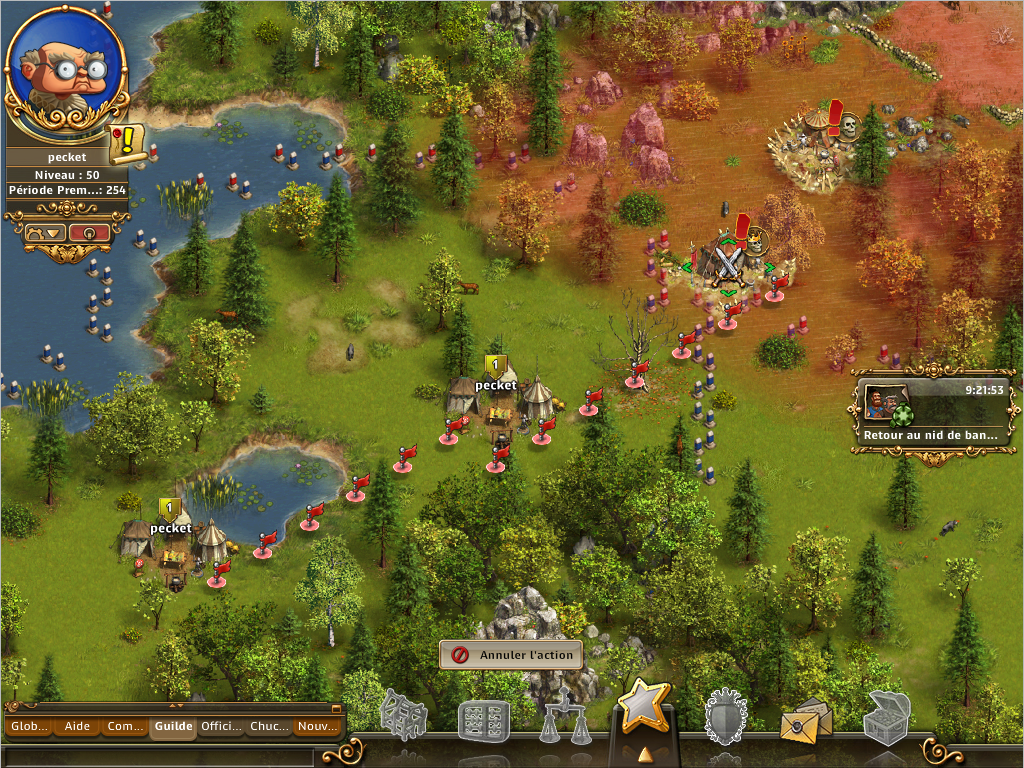 pecket
Niveau : 50
Période Prem...: 254
1
pecket
1
pecket
9:21:53
Retour au nid de ban...
Annuler l'action
Glob... Aide Com... Guilde Offici... Chuc... Nouv...